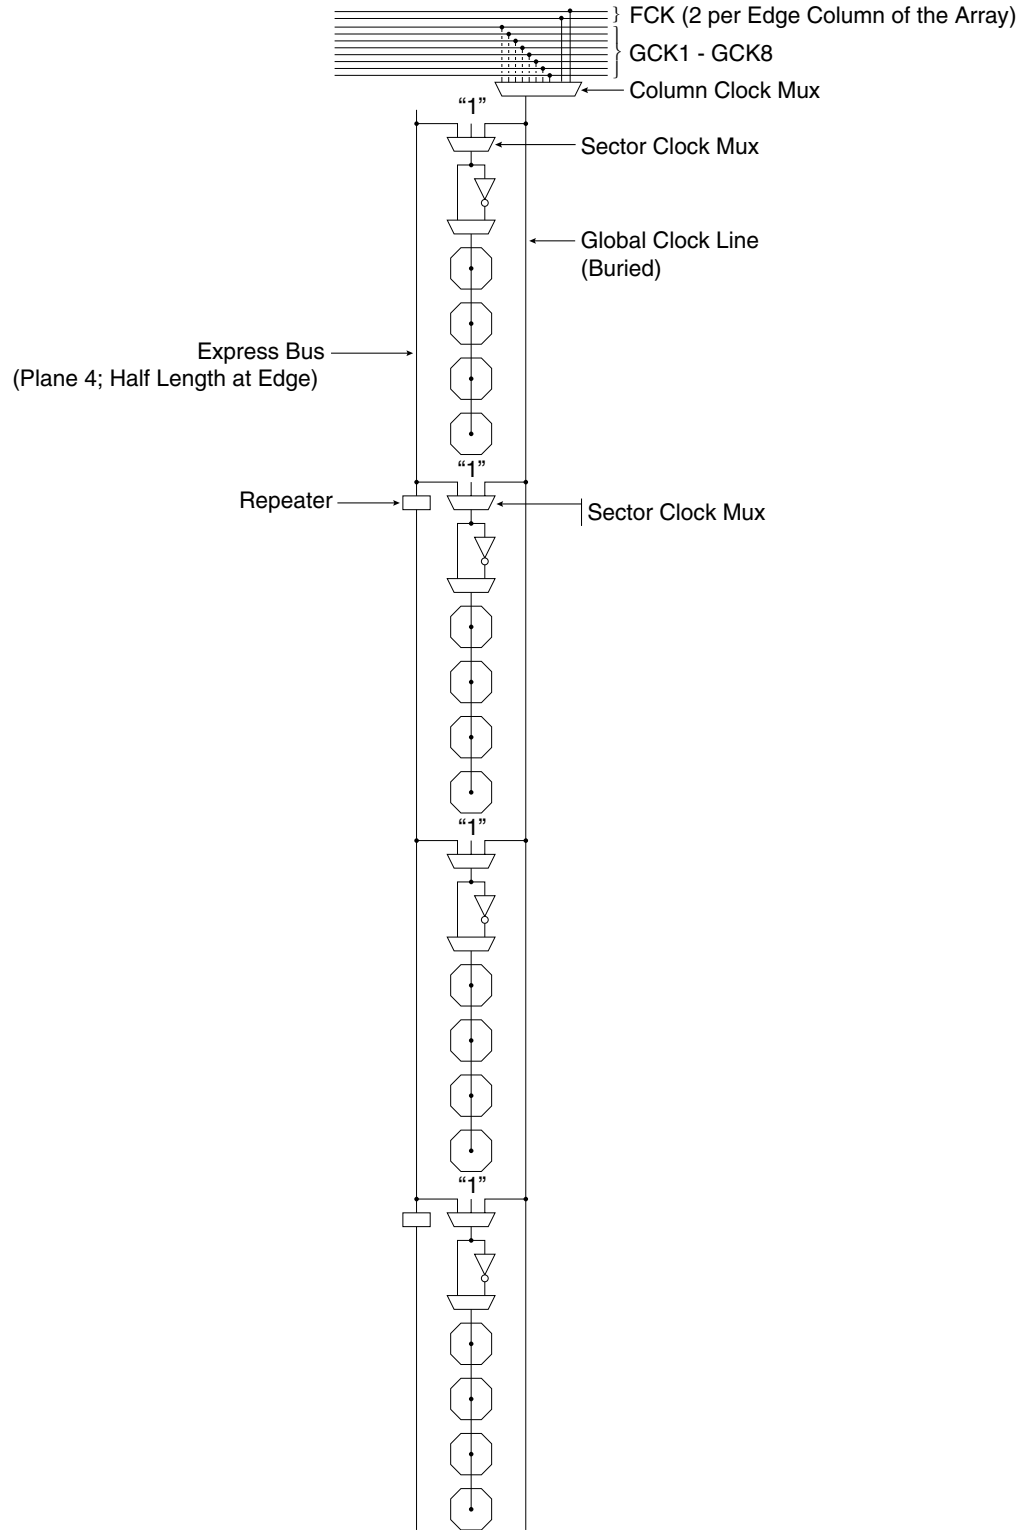 FCK (2 per Edge Column of the Array)
GCK1 - GCK8
Column Clock Mux
“1”
Sector Clock Mux
Global Clock Line
(Buried)
Express Bus
(Plane 4; Half Length at Edge)
“1”
Repeater
Sector Clock Mux
“1”
“1”